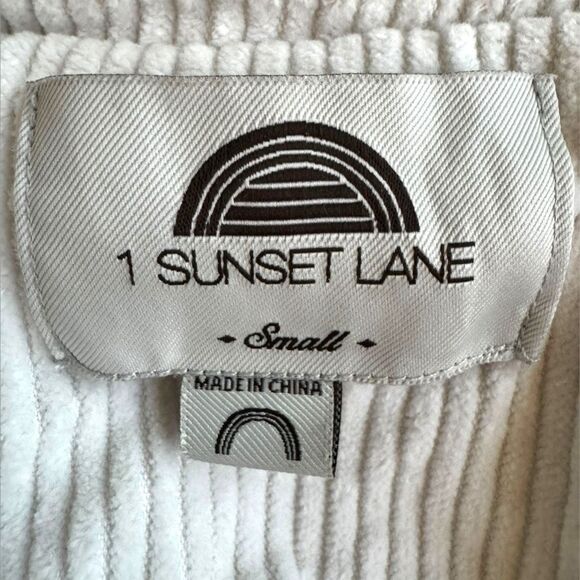 1 SUNSET LANE
- Small -
MADE IN CHINA